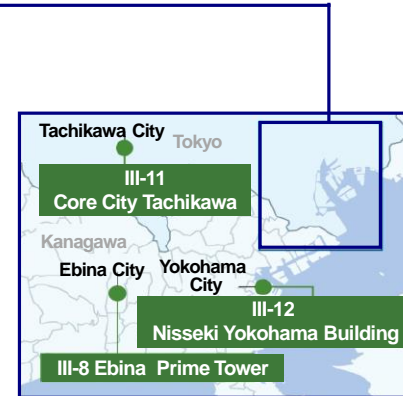 Tachikawa City
Tokyo
III-11
Core City Tachikawa
Kanagawa
Ebina City
Yokohama
City
III-12
Nisseki Yokohama Building
III-8 Ebina Prime Tower